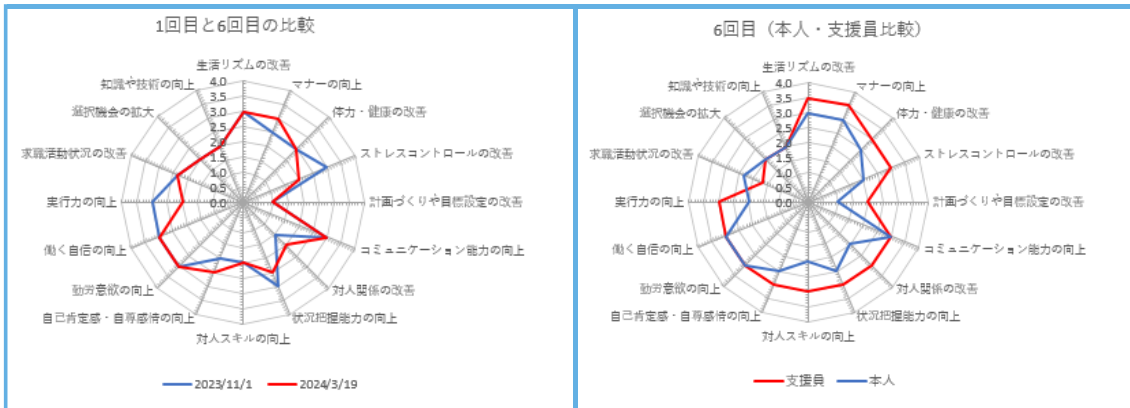 1回目と6回目の比較
生活リズムの改善
マナーの向上
体力・健康の改善
ストレスコントロールの改善
計画づくりや目標設定の改善
コミュニケーション能力の向上
対人関係の改善
状況把握能力の向上
対人スキルの向上
自己肯定感・自尊感情の向上
勤労意欲の向上
働く自信の向上
実行力の向上
求職活動状況の改善
選択機会の拡大
知識や技術の向上
4.0
3.5
3.0
2.5
2.0
1.5
1.0
0.5
0.0
2023/11/1
2024/3/19
6回目（本人・支援員比較）
生活リズムの改善
マナーの向上
体力・健康の改善
ストレスコントロールの改善
計画づくりや目標設定の改善
コミュニケーション能力の向上
対人関係の改善
状況把握能力の向上
対人スキルの向上
自己肯定感・自尊感情の向上
勤労意欲の向上
働く自信の向上
実行力の向上
求職活動状況の改善
選択機会の拡大
知識や技術の向上
4.0
3.5
3.0
2.5
2.0
1.5
1.0
0.5
0.0
支援員
本人